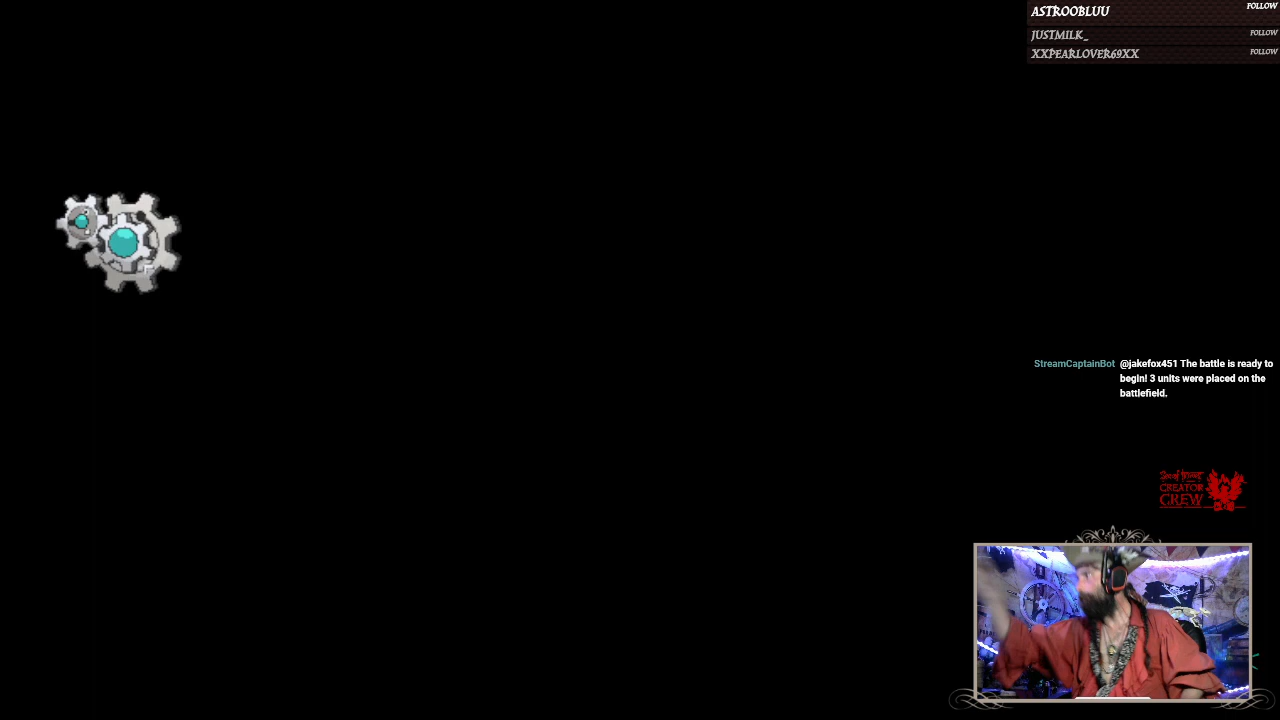 ASTROOBLUU FOLLOW
JUSTMILK_ FOLLOW
XXPEARLOVER69XX FOLLOW
StreamCaptainBot @jakefox451 The battle is ready to
begin! 3 units were placed on the
battlefield.
CREATOR
CREW